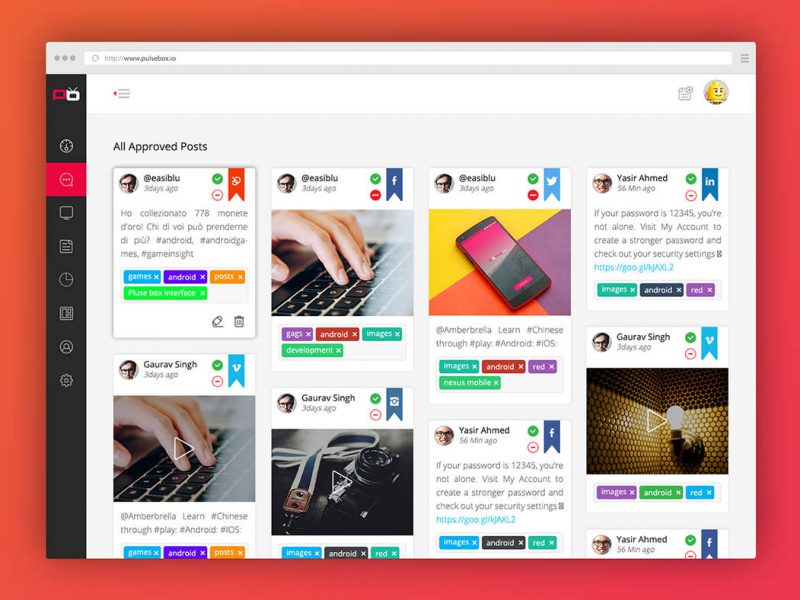 http://www.pulsebox.io
All Approved Posts
@easiblu
3days ago
Ho collezionato 778 monete
d'oro! Chi di voi può prenderne
di più? #android, #androidga-
mes, #gameinsight
games ×
android ×
posts ×
Pluse box interface ×
Gaurav Singh
3days ago
@Amberbrella Learn #Chinese
through #play: #Android: #IOS:
games ×
android ×
posts ×
@easiblu
3days ago
gags ×
android ×
images ×
development ×
Gaurav Singh
3days ago
images ×
android ×
red ×
@easiblu
3days ago
@Amberbrella Learn #Chinese
through #play: #Android: #IOS:
images ×
android ×
red ×
nexus mobile ×
Yasir Ahmed
56 Min ago
If your password is 12345, you're
not alone. Visit My Account to
create a stronger password and
check out your security settings
https://goo.gl/kJAXL2
images ×
android ×
red ×
Yasir Ahmed
56 Min ago
If your password is 12345, you're
not alone. Visit My Account to
create a stronger password and
check out your security settings
https://goo.gl/kJAXL2
images ×
android ×
red ×
Gaurav Singh
3days ago
images ×
android ×
red ×
Yasir Ahmed
56 Min ago